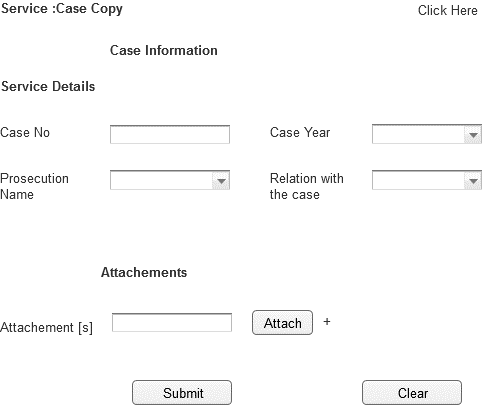 Service :Case Copy Click Here
Case Information
Service Details
Case No Case Year
Prosecution Name Relation with the case
Attachements
Attachement [s] Attach +
Submit Clear